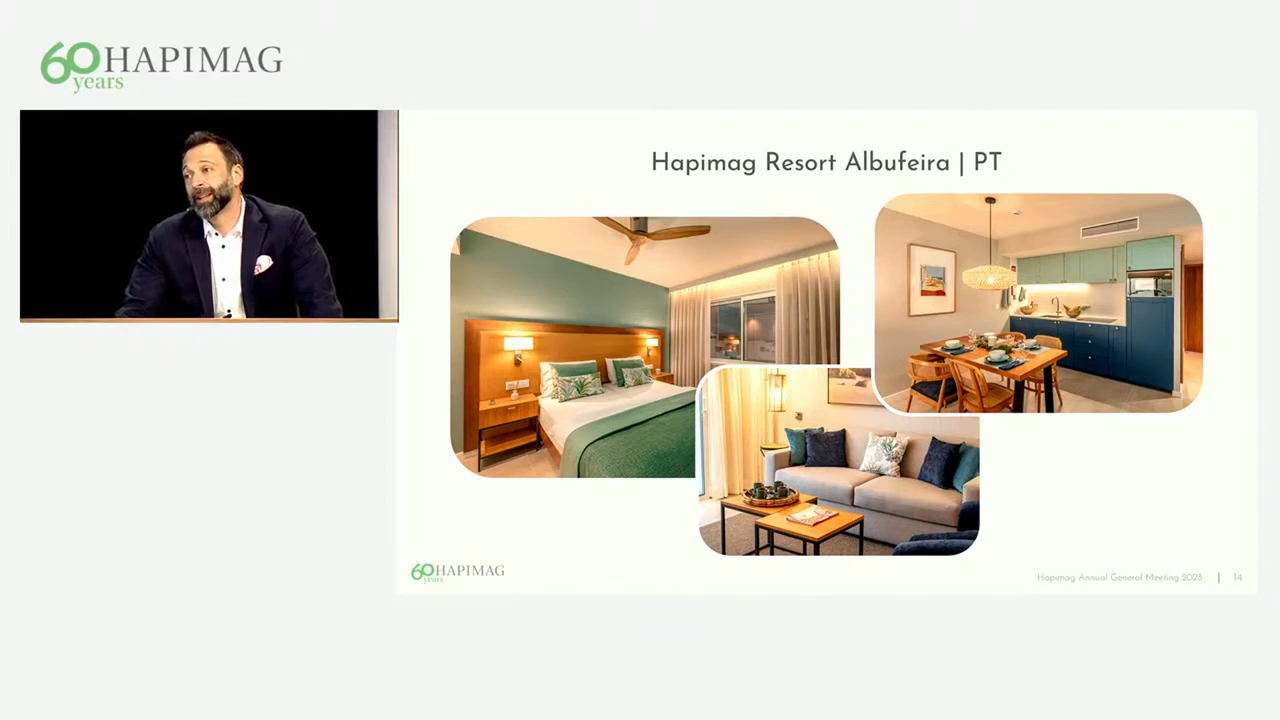 60 HAPIMAG
years
Hapimag Resort Albufeira | PT
60 HAPIMAG
years
Hapimag Annual General Meeting 2023 | 14